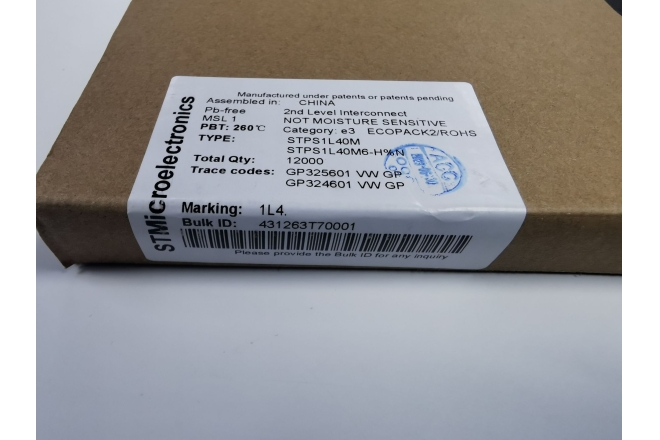 STMicroelectronics
Manufactured under patents or patents pending
Assembled in: CHINA
Pb-free 2nd Level Interconnect
MSL 1 NOT MOISTURE SENSITIVE
PBT: 260℃ Category: e3 ECOPACK2/ROHS
TYPE: STPS1L40M
STPS1L40M6-H%N
Total Qty: 12000
Trace codes: GP325601 VW GP
GP324601 VW GP
Marking: 1L4.
Bulk ID: 431263T70001
Please provide the Bulk ID for any inquiry